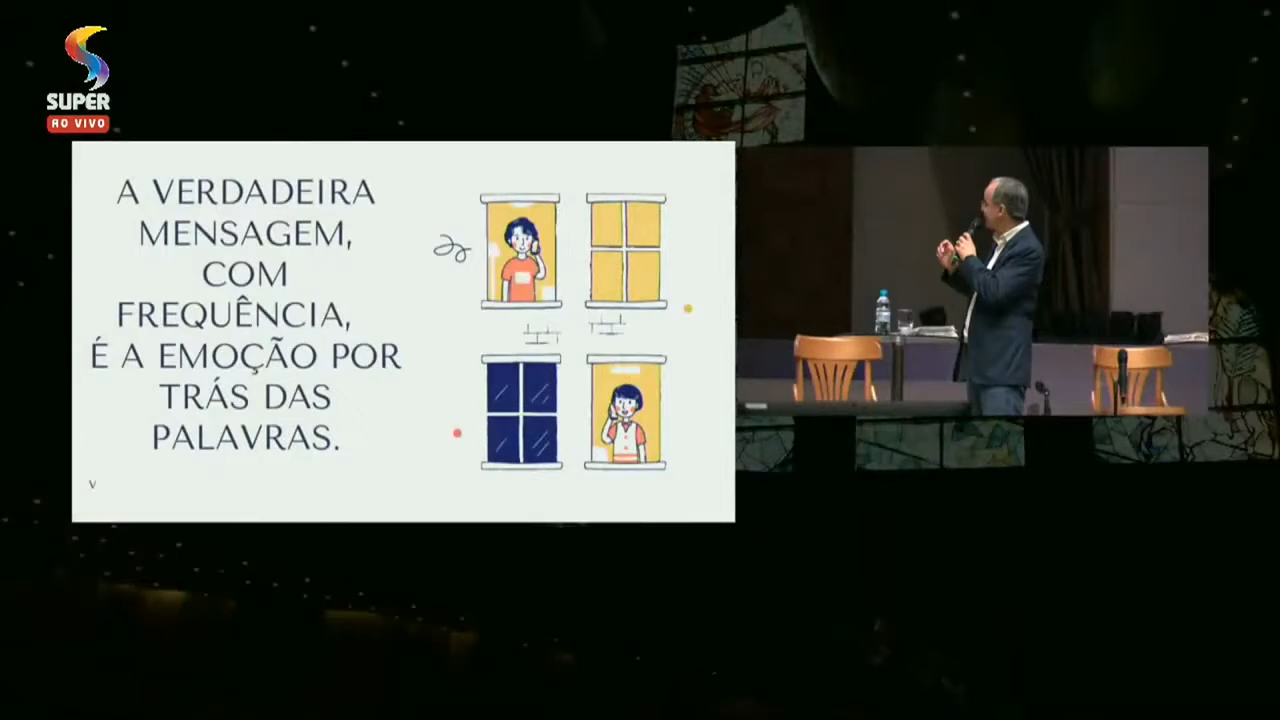 SUPER
AO VIVO
A VERDADEIRA
MENSAGEM,
COM
FREQUÊNCIA,
É A EMOÇÃO POR
TRÁS DAS
PALAVRAS.
V